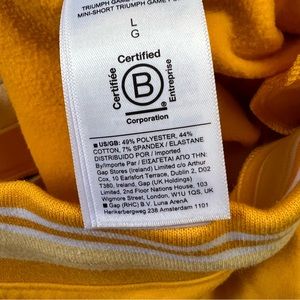 TRIUMPH GAME
MINI-SHORT TRIUMPH GAME
L
G
Certified
Certifiée
B
Entreprise
Corporation
■ US/GB: 49% POLYESTER, 44%
COTTON, 7% SPANDEX / ELASTANE
DISTRIBUIDO POR / Imported
By/Importe Par / ΕΙΣΑΓΕΤΑΙ ΑΠΟ ΤΗΝ
Gap Stores (Ireland) Limited c/o Arthur
Cox, 10 Earlsfort Terrace, Dublin 2, D02
T380, Ireland, Gap (UK Holdings)
Limited, 2nd Floor Nations House, 103
Wigmore Street, London, W1U 1QS, UK
■ Gap (RHC) B.V. Luna ArenA
Herikerbergweg 238 Amsterdam 1101